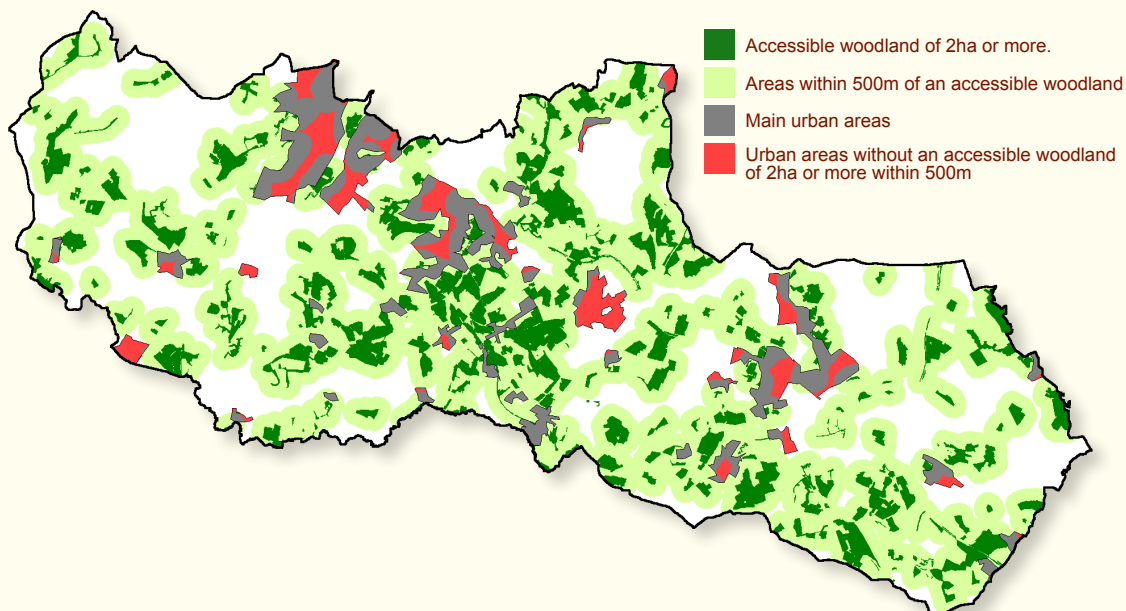 Accessible woodland of 2ha or more.
Areas within 500m of an accessible woodland
Main urban areas
Urban areas without an accessible woodland
of 2ha or more within 500m